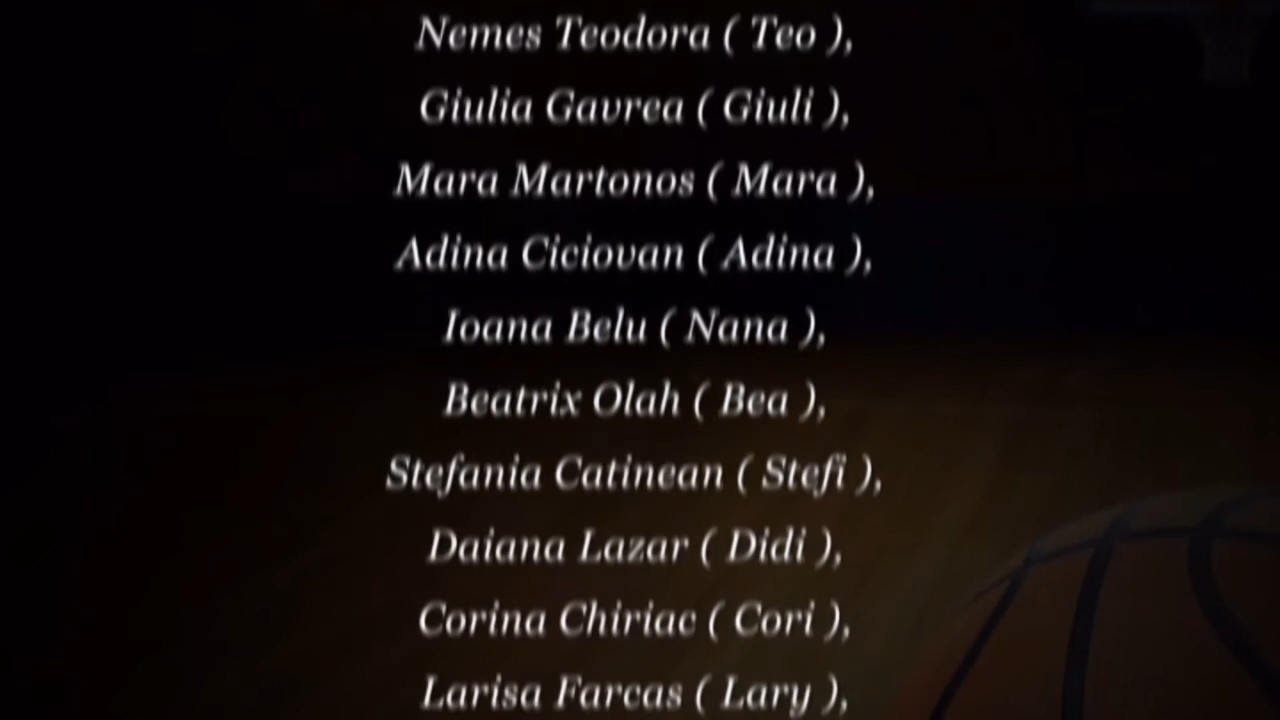 Nemes Teodora ( Teo ),
Giulia Gavrea ( Giuli ),
Mara Martonos ( Mara ),
Adina Ciciovan ( Adina ),
Ioana Belu ( Nana ),
Beatrix Olah ( Bea ),
Stefania Catinean ( Stefi ),
Daiana Lazar ( Didi ),
Corina Chiriac ( Cori ),
Larisa Farcas ( Lary ),